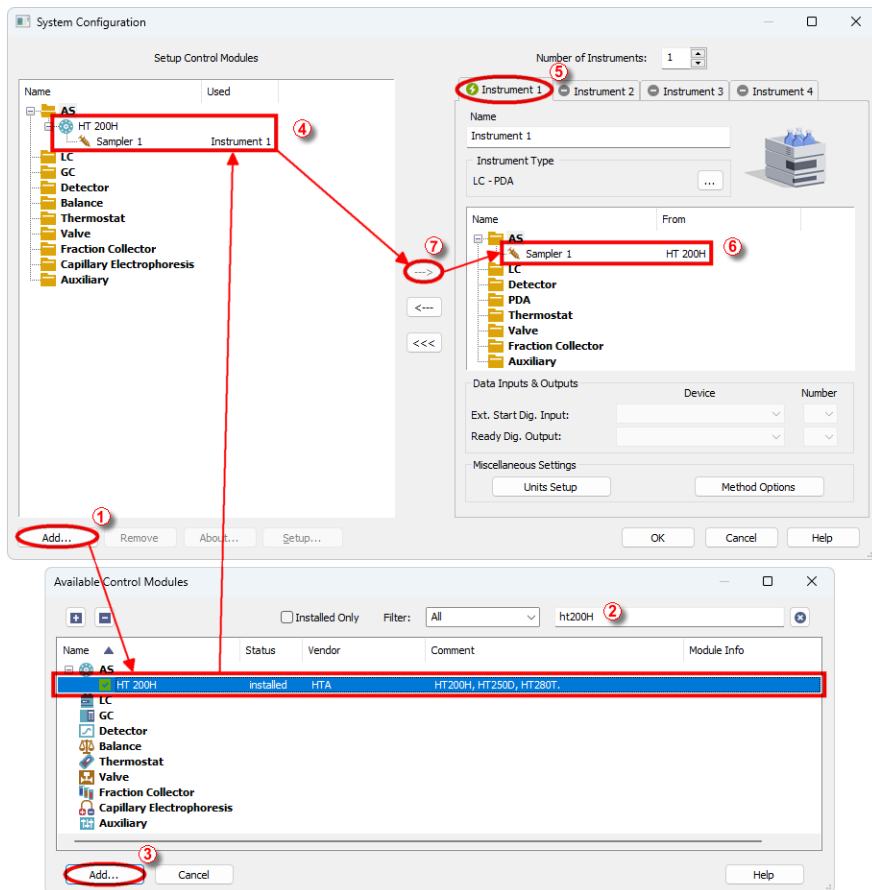 System Configuration
Setup Control Modules
Number of Instruments: 1
Name Used
AS
HT 200H
Sampler 1 Instrument 1
4
LC
GC
Detector
Balance
Thermostat
Valve
Fraction Collector
Capillary Electrophoresis
Auxiliary
1
Add... Remove About... Setup...
7
--->
<---
<<<
5
Instrument 1 Instrument 2 Instrument 3 Instrument 4
Name
Instrument 1
Instrument Type
LC - PDA ...
Name From
AS
Sampler 1 HT 200H
6
LC
Detector
PDA
Thermostat
Valve
Fraction Collector
Auxiliary
Data Inputs & Outputs
Device Number
Ext. Start Dig. Input:
Ready Dig. Output:
Miscellaneous Settings
Units Setup Method Options
OK Cancel Help
Available Control Modules
Installed Only Filter: All ht200H 2
Name Status Vendor Comment Module Info
AS
HT 200H installed HTA HT200H, HT250D, HT280T.
LC
GC
Detector
Balance
Thermostat
Valve
Fraction Collector
Capillary Electrophoresis
Auxiliary
3
Add... Cancel Help